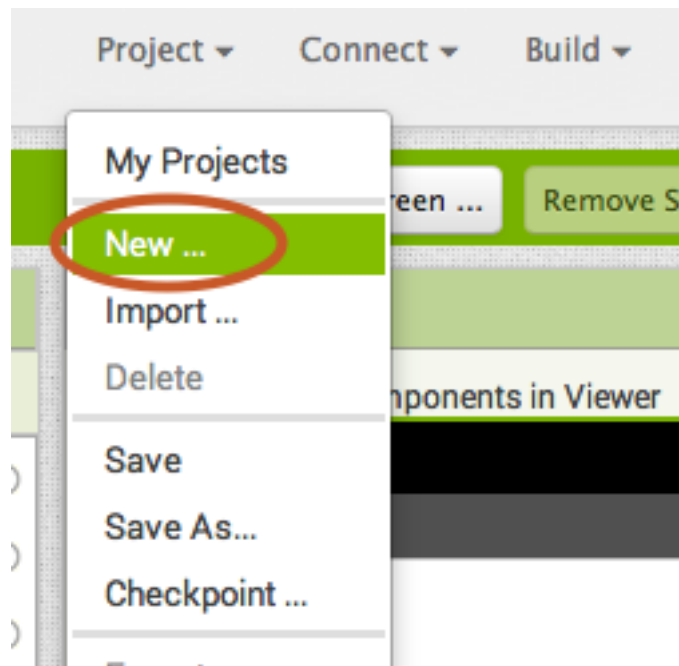 Project Connect Build
My Projects
reen ... Remove S
New ...
Import ...
Delete
nponents in Viewer
Save
Save As...
Checkpoint ...